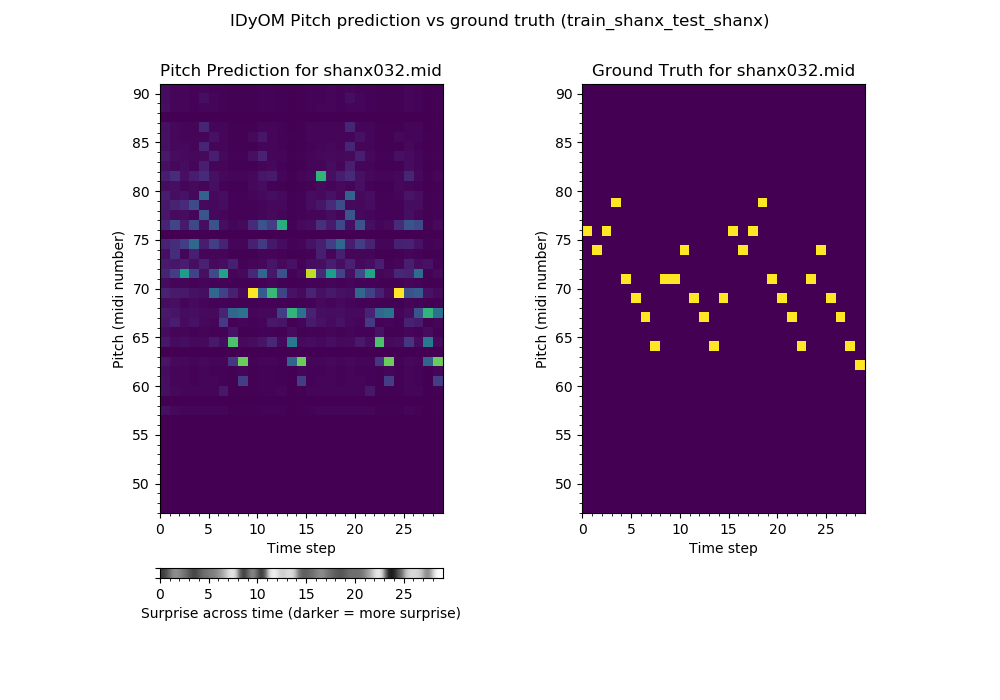 IDyOM Pitch prediction vs ground truth (train_shanx_test_shanx)
Pitch Prediction for shanx032.mid
90
85
80
75
70
65
60
55
50
Pitch (midi number)
0 5 10 15 20 25
Time step
0 5 10 15 20 25
Surprise across time (darker = more surprise)
Ground Truth for shanx032.mid
90
85
80
75
70
65
60
55
50
Pitch (midi number)
0 5 10 15 20 25
Time step